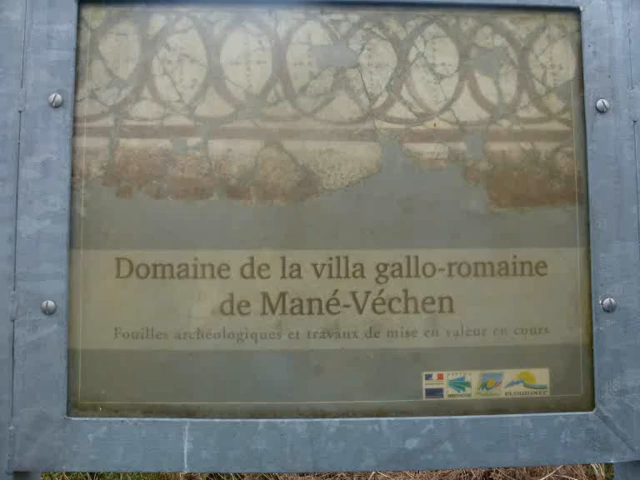 Domaine de la villa gallo-romaine
de Mané-Véchen
Fouilles archéologiques et travaux de mise en valeur en cours
PLOUHINEC